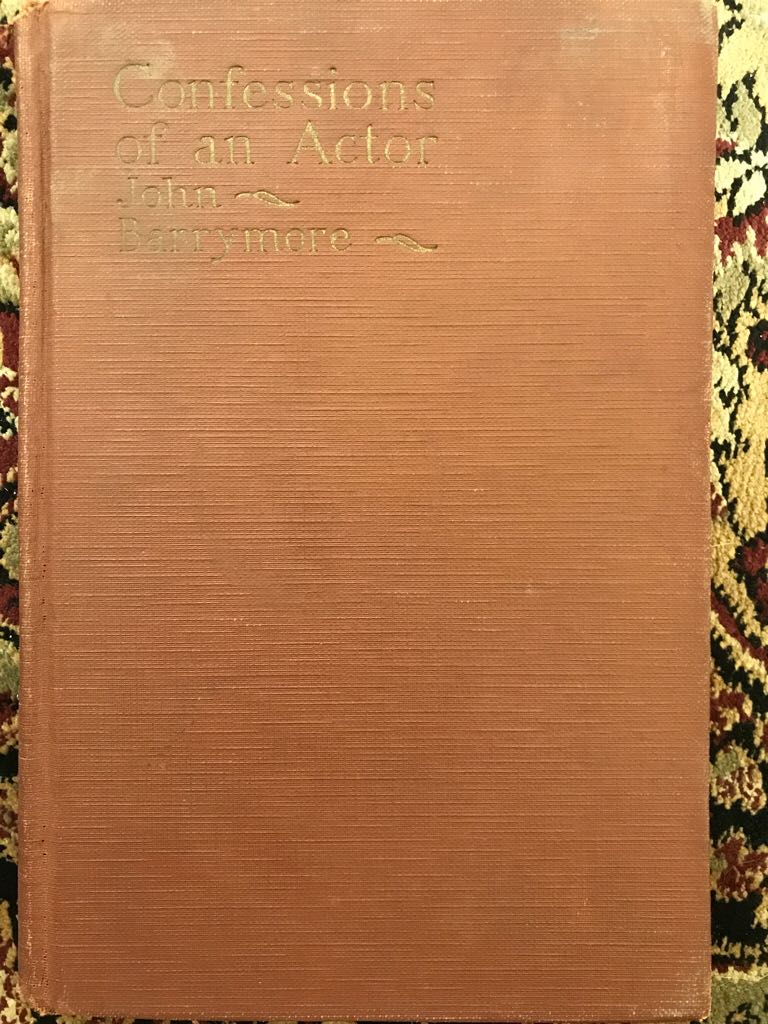 Confessions
of an Actor
John
Barrymore